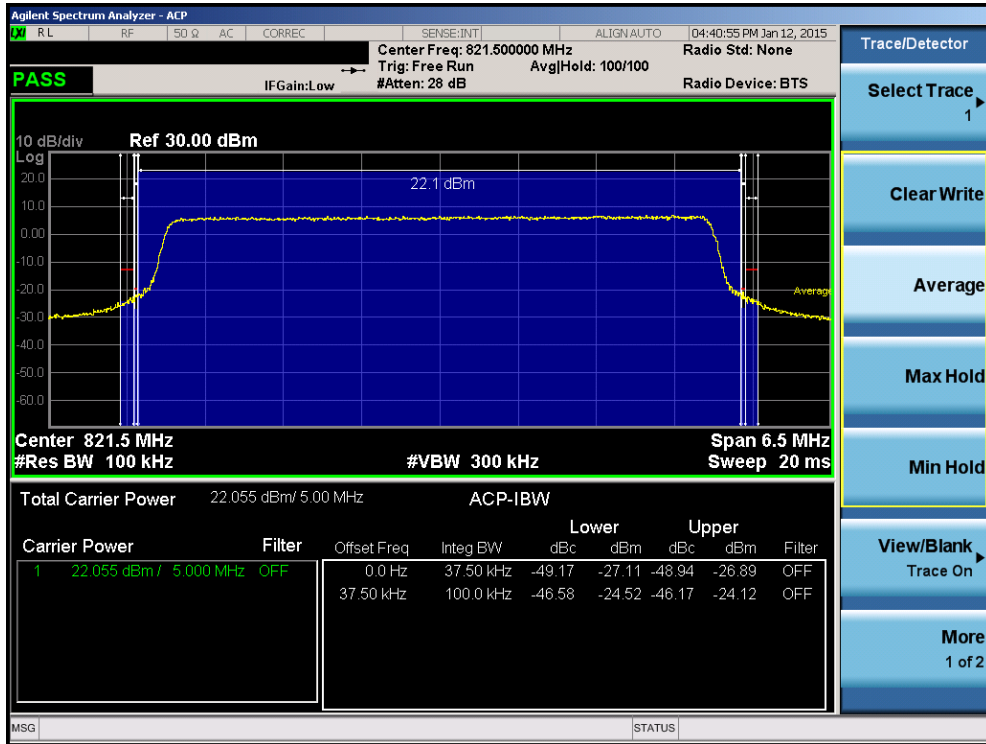 Agilent Spectrum Analyzer - ACP
LXI RL RF 50 Ω AC CORREC SENSE:INT ALIGN AUTO 04:40:55 PM Jan 12, 2015
Center Freq: 821.500000 MHz Radio Std: None
Trig: Free Run Avg|Hold: 100/100
PASS IFGain:Low #Atten: 28 dB Radio Device: BTS
10 dB/div Ref 30.00 dBm
Log
20.0
22.1 dBm
10.0
0.00
-10.0
-20.0
Average
-30.0
-40.0
-50.0
-60.0
Center 821.5 MHz Span 6.5 MHz
#Res BW 100 kHz #VBW 300 kHz Sweep 20 ms
Total Carrier Power 22.055 dBm/ 5.00 MHz ACP-IBW
Lower Upper
Carrier Power Filter Offset Freq Integ BW dBc dBm dBc dBm Filter
1 22.055 dBm / 5.000 MHz OFF 0.0 Hz 37.50 kHz -49.17 -27.11 -48.94 -26.89 OFF
37.50 kHz 100.0 kHz -46.58 -24.52 -46.17 -24.12 OFF
MSG STATUS
Trace/Detector
Select Trace
1
Clear Write
Average
Max Hold
Min Hold
View/Blank
Trace On
More
1 of 2